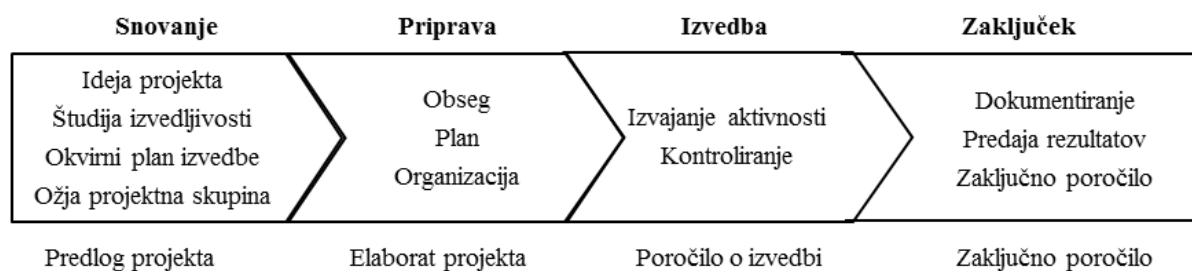 Snovanje
Priprava
Izvedba
Zaključek
Ideja projekta
Študija izvedljivosti
Okvirni plan izvedbe
Ožja projektna skupina
Obseg
Plan
Organizacija
Izvajanje aktivnosti
Kontroliranje
Dokumentiranje
Predaja rezultatov
Zaključno poročilo
Predlog projekta
Elaborat projekta
Poročilo o izvedbi
Zaključno poročilo